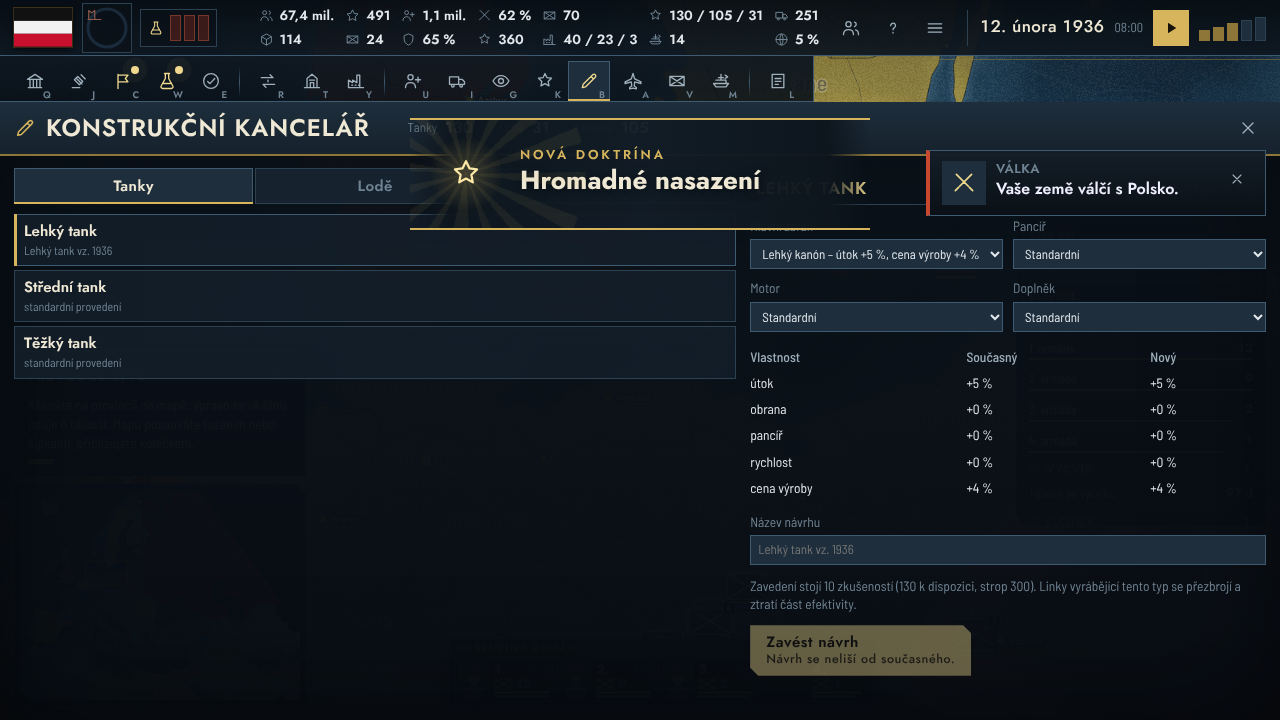 67,4 mil.
491
1,1 mil.
62 %
70
130 / 105 / 31
251
114
24
65 %
360
40 / 23 / 3
14
5 %
?
12. února 1936
08:00
Q
J
C
W
E
R
T
Y
U
I
G
K
B
A
V
M
L
KONSTRUKČNÍ KANCELÁŘ
Tanky
NOVÁ DOKTRÍNA
Hromadné nasazení
VÁLKA
Vaše země válčí s Polsko.
Tanky
Lodě
LEHKÝ TANK
Lehký tank
Lehký tank vz. 1936
Střední tank
standardní provedení
Těžký tank
standardní provedení
Pancíř
Lehký kanón – útok +5 %, cena výroby +4 %
Standardní
Motor
Doplněk
Standardní
Standardní
Vlastnost
Současný
Nový
útok
+5 %
+5 %
obrana
+0 %
+0 %
pancíř
+0 %
+0 %
rychlost
+0 %
+0 %
cena výroby
+4 %
+4 %
Název návrhu
Lehký tank vz. 1936
Zavedení stojí 10 zkušeností (130 k dispozici, strop 300). Linky vyrábějící tento typ se přezbrojí a
ztratí část efektivity.
Zavést návrh
Návrh se neliší od současného.